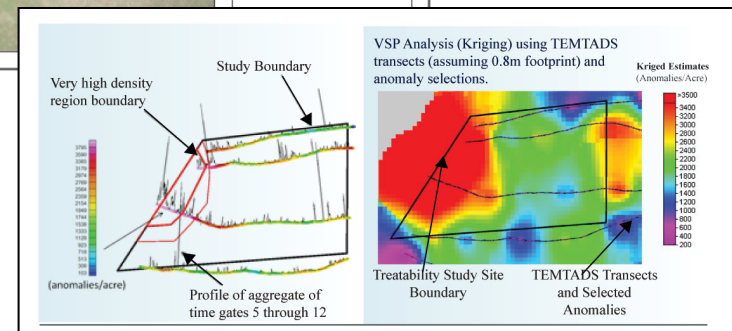 Study Boundary
Very high density
region boundary
(anomalies/acre)
Profile of aggregate of
time gates 5 through 12
VSP Analysis (Kriging) using TEMTADS
transects (assuming 0.8m footprint) and
anomaly selections.
Kriged Estimates
(Anomalies/Acre)
>3500
3400
3200
3000
2800
2600
2400
2200
2000
1800
1600
1400
1200
1000
800
600
400
200
Treatability Study Site
Boundary
TEMTADS Transects
and Selected
Anomalies